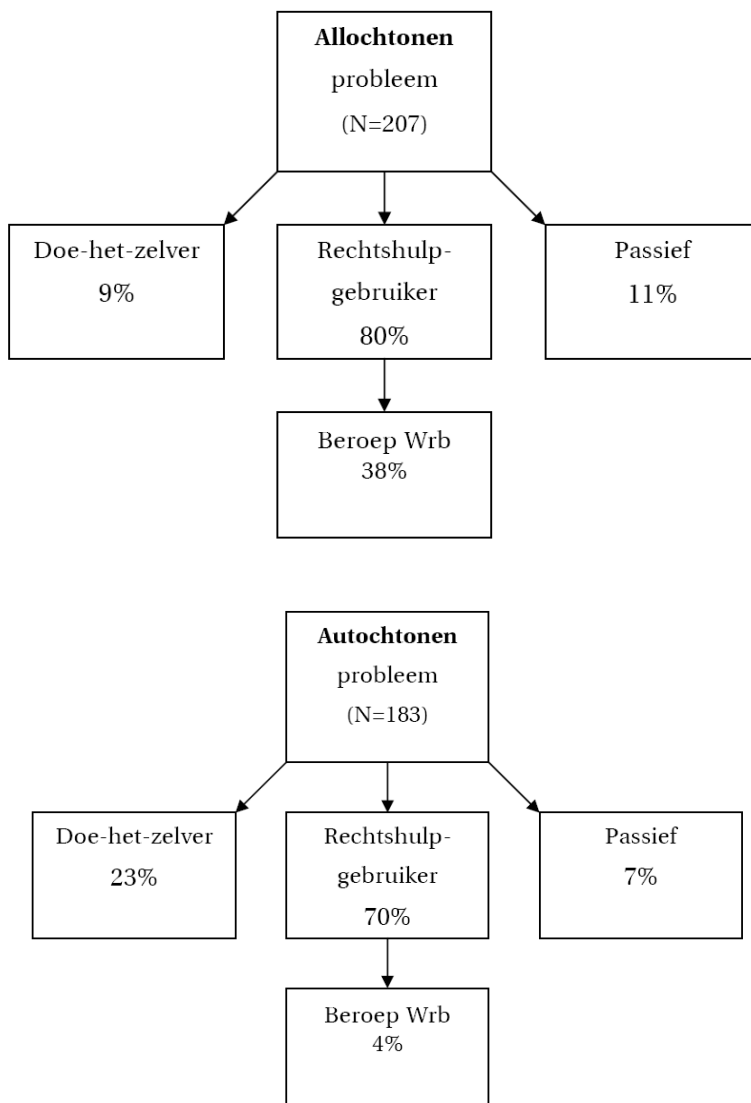 Allochtonen
probleem
(N=207)
Doe-het-zelver
9%
Rechtshulp-
gebruiker
80%
Passief
11%
Beroep Wrb
38%
Autochtonen
probleem
(N=183)
Doe-het-zelver
23%
Rechtshulp-
gebruiker
70%
Passief
7%
Beroep Wrb
4%